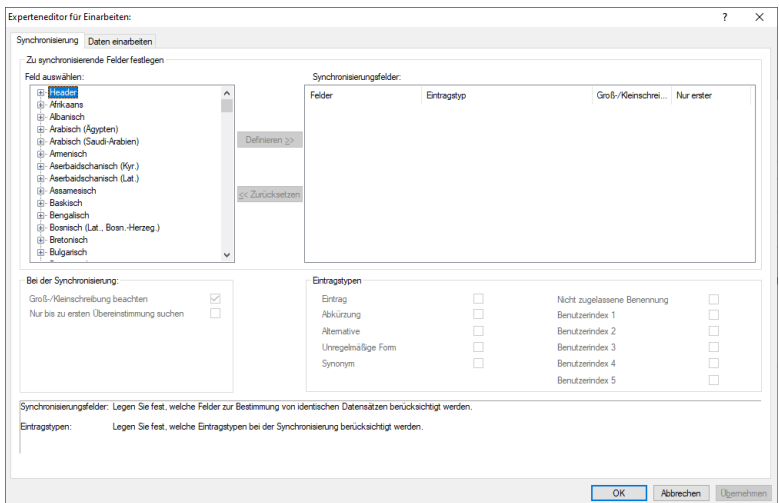 Experteneditor für Einarbeiten:
Synchronisierung Daten einarbeiten
Zu synchronisierende Felder festlegen
Feld auswählen:
Header
Afrikaans
Albanisch
Arabisch (Ägypten)
Arabisch (Saudi-Arabien)
Armenisch
Aserbaidschanisch (Kyr.)
Aserbaidschanisch (Lat.)
Assamesisch
Baskisch
Bengalisch
Bosnisch (Lat., Bosn.-Herzeg.)
Bretonisch
Bulgarisch
Definieren >>
<< Zurücksetzen
Synchronisierungsfelder:
Felder Eintragstyp Groß-/Kleinschrei... Nur erster
Bei der Synchronisierung:
Groß-/Kleinschreibung beachten
Nur bis zu ersten Übereinstimmung suchen
Eintragstypen
Eintrag
Abkürzung
Alternative
Unregelmäßige Form
Synonym
Nicht zugelassene Benennung
Benutzerindex 1
Benutzerindex 2
Benutzerindex 3
Benutzerindex 4
Benutzerindex 5
Synchronisierungsfelder: Legen Sie fest, welche Felder zur Bestimmung von identischen Datensätzen berücksichtigt werden.
Eintragstypen: Legen Sie fest, welche Eintragstypen bei der Synchronisierung berücksichtigt werden.
OK Abbrechen Übernehmen